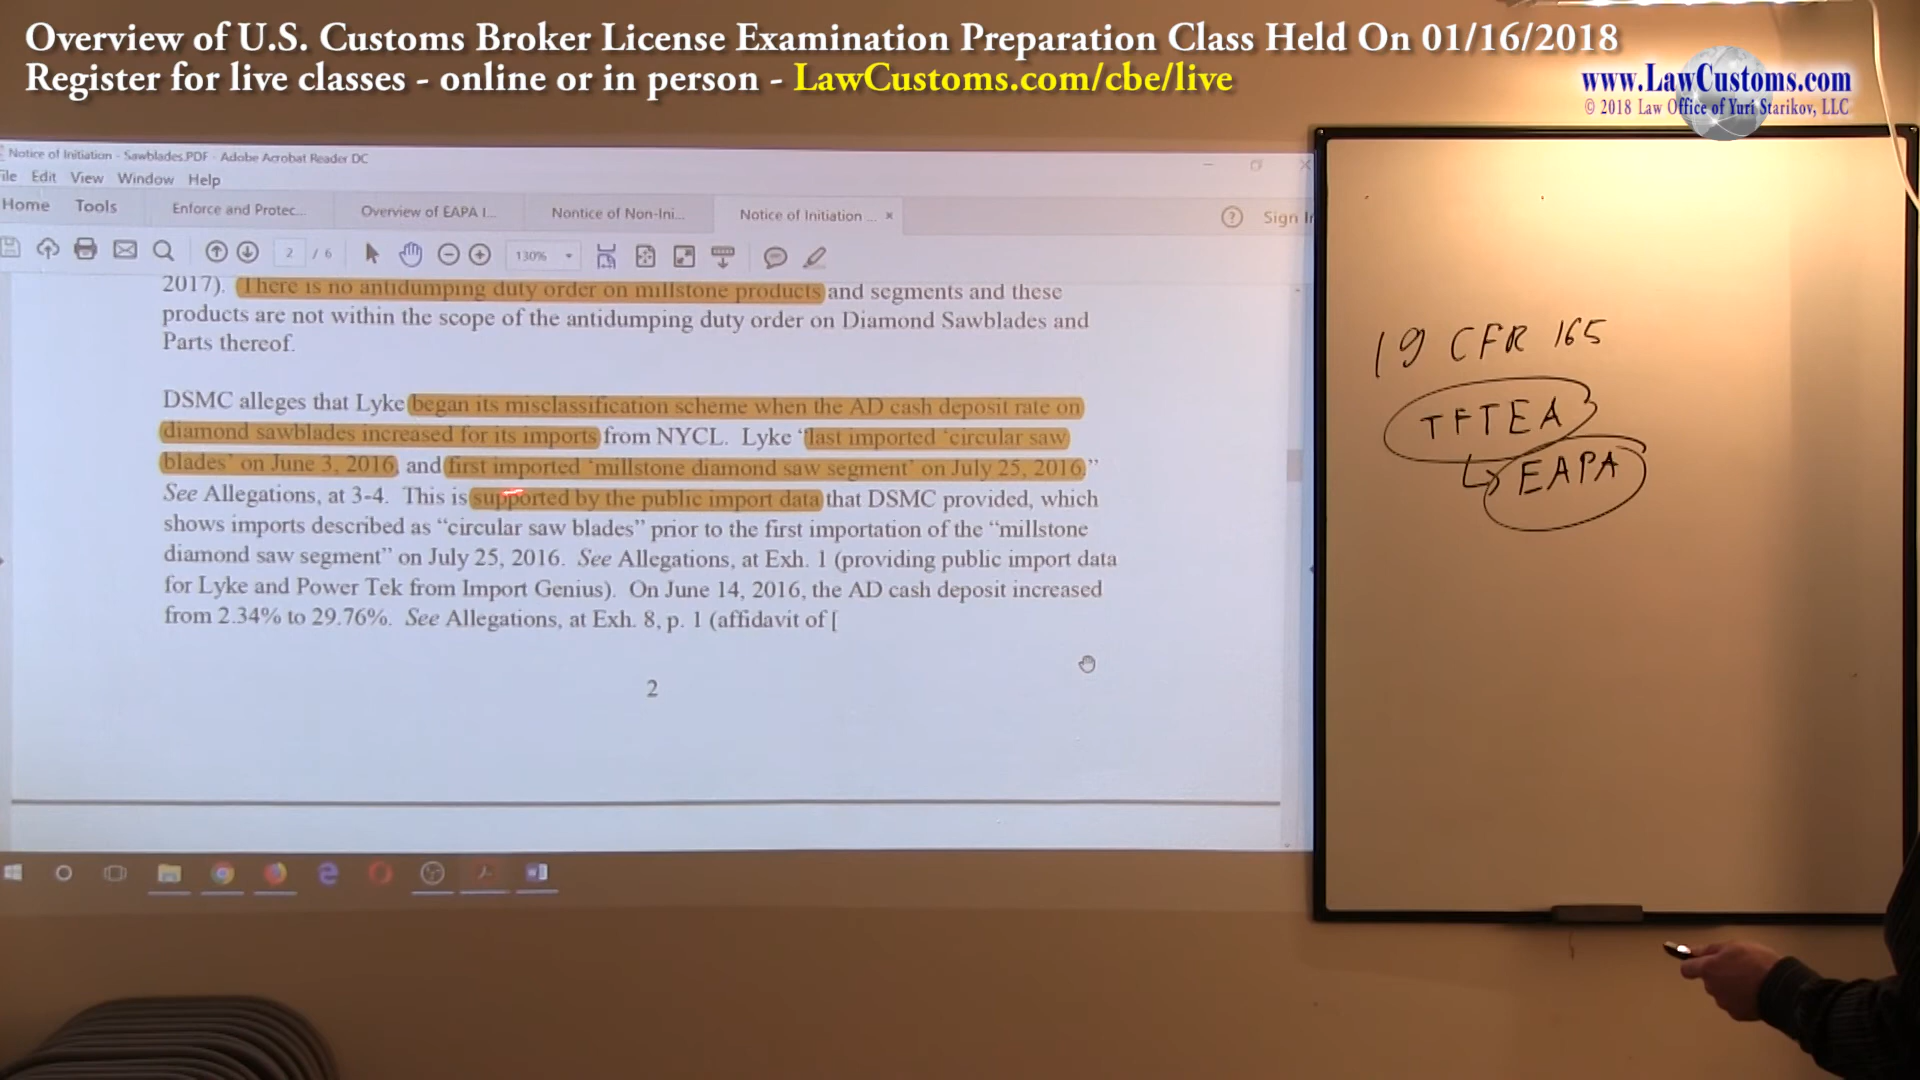 Overview of U.S. Customs Broker License Examination Preparation Class Held On 01/16/2018
Register for live classes - online or in person - LawCustoms.com/cbe/live
www.LawCustoms.com
© 2018 Law Office of Yuri Starikov, LLC
Notice of Initiation - Sawblades.PDF - Adobe Acrobat Reader DC
ile Edit View Window Help
Home Tools Enforce and Protec... Overview of EAPA I... Nontice of Non-Ini... Notice of Initiation ... × ? Sign In
2 / 6 130%
2017). There is no antidumping duty order on millstone products and segments and these
products are not within the scope of the antidumping duty order on Diamond Sawblades and
Parts thereof.
DSMC alleges that Lyke began its misclassification scheme when the AD cash deposit rate on
diamond sawblades increased for its imports from NYCL. Lyke “last imported ‘circular saw
blades’ on June 3, 2016, and first imported ‘millstone diamond saw segment’ on July 25, 2016.”
See Allegations, at 3-4. This is supported by the public import data that DSMC provided, which
shows imports described as “circular saw blades” prior to the first importation of the “millstone
diamond saw segment” on July 25, 2016. See Allegations, at Exh. 1 (providing public import data
for Lyke and Power Tek from Import Genius). On June 14, 2016, the AD cash deposit increased
from 2.34% to 29.76%. See Allegations, at Exh. 8, p. 1 (affidavit of [
2
19 CFR 165
TFTEA
EAPA